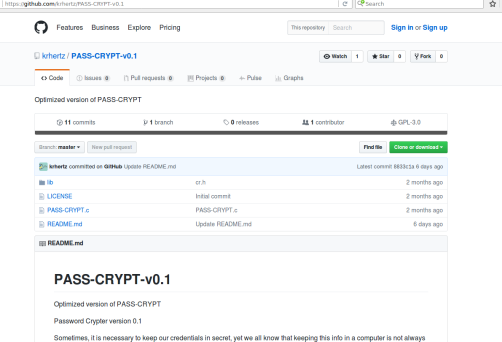 https://github.com/krhertz/PASS-CRYPT-v0.1
Search
Features Business Explore Pricing
This repository Search
Sign in or Sign up
krhertz / PASS-CRYPT-v0.1
Watch 1 Star 0 Fork 0
Code Issues 0 Pull requests 0 Projects 0 Pulse Graphs
Optimized version of PASS-CRYPT
11 commits 1 branch 0 releases 1 contributor GPL-3.0
Branch: master New pull request Find file Clone or download
krhertz committed on GitHub Update README.md Latest commit 8603c1a 6 days ago
lib cr.h 2 months ago
LICENSE Initial commit 2 months ago
PASS-CRYPT.c PASS-CRYPT.c 2 months ago
README.md Update README.md 6 days ago
README.md
PASS-CRYPT-v0.1
Optimized version of PASS-CRYPT
Password Crypter version 0.1
Sometimes, it is necessary to keep our credentials in secret, yet we all know that keeping this info in a computer is not always